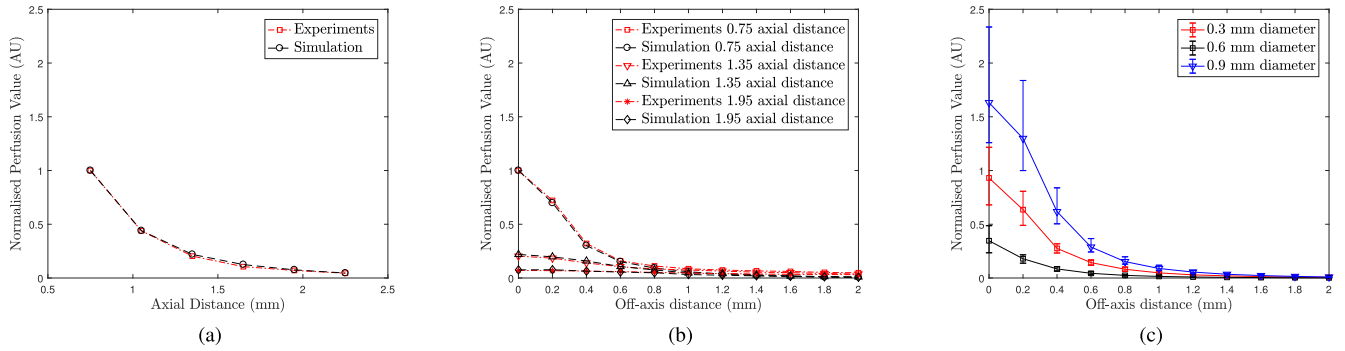 2.5
2
1.5
1
0.5
0
0.5
1
1.5
2
2.5
Normalised Perfusion Value (AU)
Axial Distance (mm)
Experiments
Simulation
(a)
2.5
2
1.5
1
0.5
0
0
0.2
0.4
0.6
0.8
1
1.2
1.4
1.6
1.8
2
Normalised Perfusion Value (AU)
Off-axis distance (mm)
Experiments 0.75 axial distance
Simulation 0.75 axial distance
Experiments 1.35 axial distance
Simulation 1.35 axial distance
Experiments 1.95 axial distance
Simulation 1.95 axial distance
(b)
2.5
2
1.5
1
0.5
0
0
0.2
0.4
0.6
0.8
1
1.2
1.4
1.6
1.8
2
Normalised Perfusion Value (AU)
Off-axis distance (mm)
0.3 mm diameter
0.6 mm diameter
0.9 mm diameter
(c)